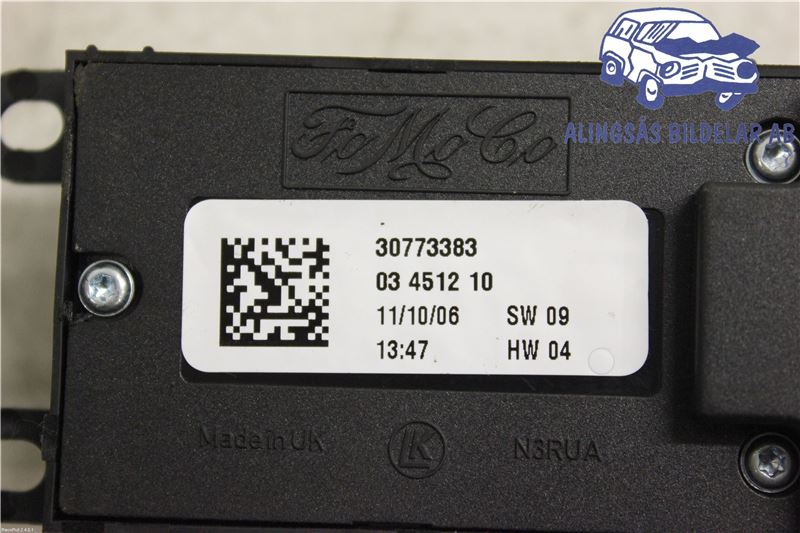 ALINGSÅS BILDELAR AB
FoMoCo
30773383
03 4512 10
11/10/06 SW 09
13:47 HW 04
Made in UK LK N3RUA